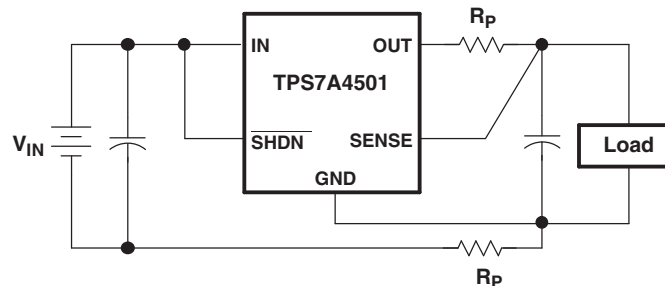 IN
OUT
R_P
TPS7A4501
V_IN
SHDN
SENSE
Load
GND
R_P